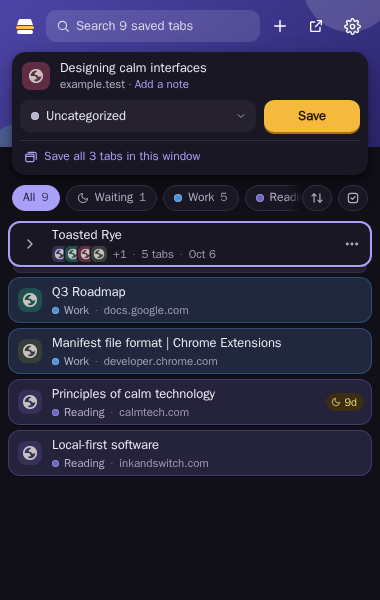 Search 9 saved tabs
Designing calm interfaces
example.test · Add a note
Uncategorized
Save
Save all 3 tabs in this window
All 9
Waiting 1
Work 5
Readi
Toasted Rye
+1 · 5 tabs · Oct 6
Q3 Roadmap
Work · docs.google.com
Manifest file format | Chrome Extensions
Work · developer.chrome.com
Principles of calm technology
Reading · calmtech.com
9d
Local-first software
Reading · inkandswitch.com